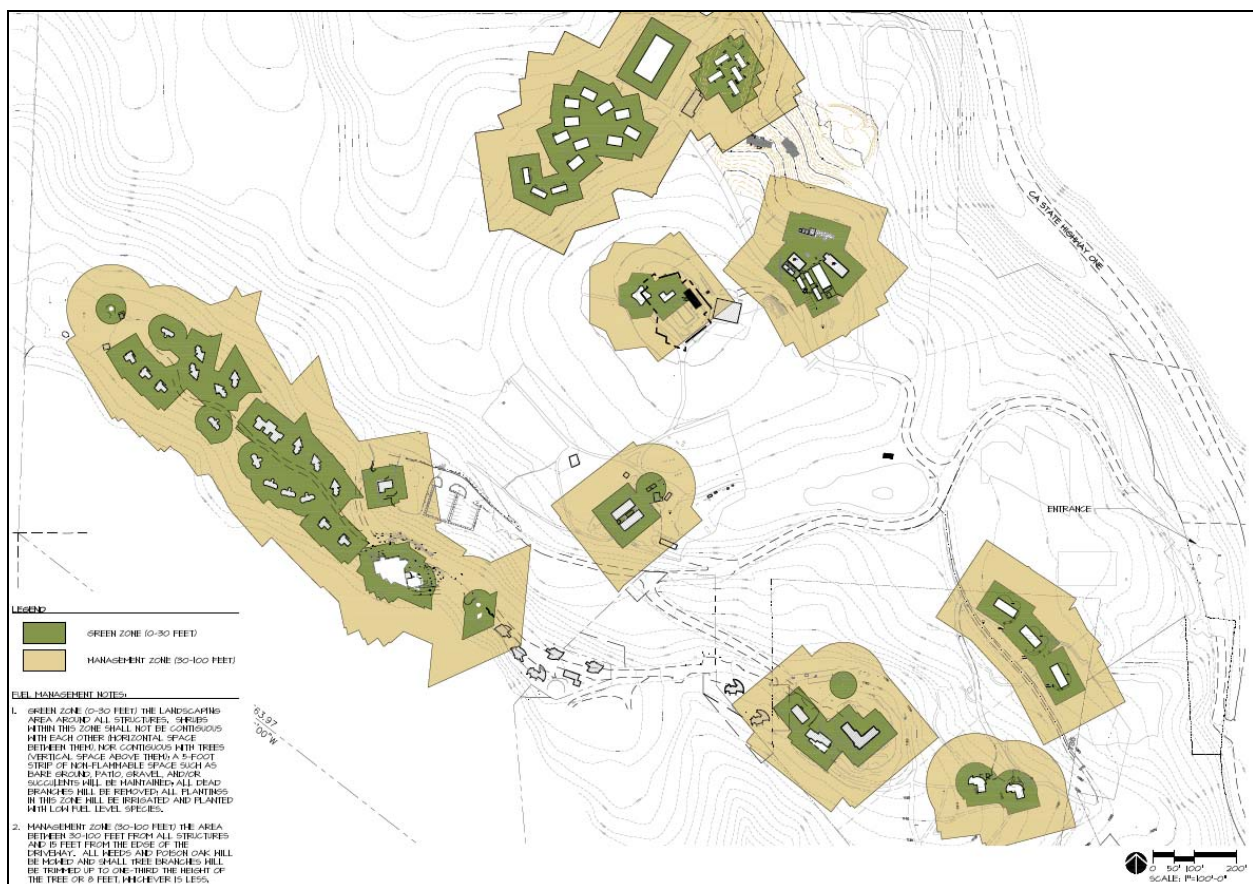 CA STATE HIGHWAY ONE
ENTRANCE
LEGEND
GREEN ZONE (0-30 FEET)
MANAGEMENT ZONE (30-100 FEET)
FUEL MANAGEMENT NOTES:
1. GREEN ZONE (0-30 FEET) THE LANDSCAPING
AREA AROUND ALL STRUCTURES. SHRUBS
WITHIN THIS ZONE SHALL NOT BE CONTIGUOUS
WITH EACH OTHER (HORIZONTAL SPACE
BETWEEN THEM), NOR CONTIGUOUS WITH TREES
(VERTICAL SPACE ABOVE THEM); A 5-FOOT
STRIP OF NON-FLAMMABLE SPACE SUCH AS
BARE GROUND, PATIO, GRAVEL, AND/OR
SUCCULENTS WILL BE MAINTAINED; ALL DEAD
BRANCHES WILL BE REMOVED; ALL PLANTINGS
IN THIS ZONE WILL BE IRRIGATED AND PLANTED
WITH LOW FUEL LEVEL SPECIES.
2. MANAGEMENT ZONE (30-100 FEET) THE AREA
BETWEEN 30-100 FEET FROM ALL STRUCTURES
AND 15 FEET FROM THE EDGE OF THE
DRIVEWAY. ALL WEEDS AND POISON OAK WILL
BE MOWED AND SMALL TREE BRANCHES WILL
BE TRIMMED UP TO ONE-THIRD THE HEIGHT OF
THE TREE OR 8 FEET, WHICHEVER IS LESS.
63.97
00"W
0 50' 100' 200'
SCALE: 1"=100'-0"